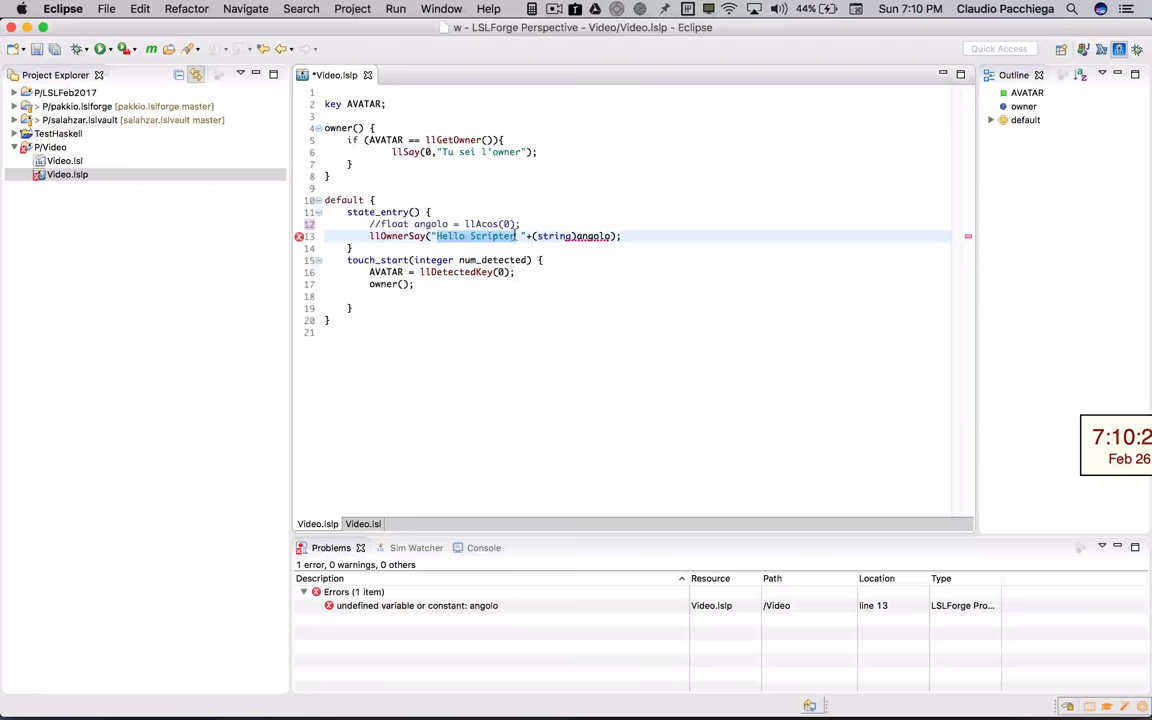 Eclipse File Edit Refactor Navigate Search Project Run Window Help 44% Sun 7:10 PM Claudio Pacchiega
w - LSLForge Perspective - Video/Video.lslp - Eclipse
Quick Access
Project Explorer
P/LSLFeb2017
> P/pakkio.lslforge [pakkio.lslforge master]
> P/salahzar.lslvault [salahzar.lslvault master]
TestHaskell
P/Video
Video.lsl
Video.lslp
*Video.lslp
1
2 key AVATAR;
3
4 owner() {
5 if (AVATAR == llGetOwner()){
6 llSay(0,"Tu sei l'owner");
7 }
8 }
9
10 default {
11 state_entry() {
12 //float angolo = llAcos(0);
13 llOwnerSay("Hello Scripter "+(string)angolo);
14 }
15 touch_start(integer num_detected) {
16 AVATAR = llDetectedKey(0);
17 owner();
18
19 }
20 }
21
Video.lslp Video.lsl
Outline
AVATAR
owner
default
7:10:2
Feb 26
Problems Sim Watcher Console
1 error, 0 warnings, 0 others
Description Resource Path Location Type
Errors (1 item)
undefined variable or constant: angolo Video.lslp /Video line 13 LSLForge Pro...